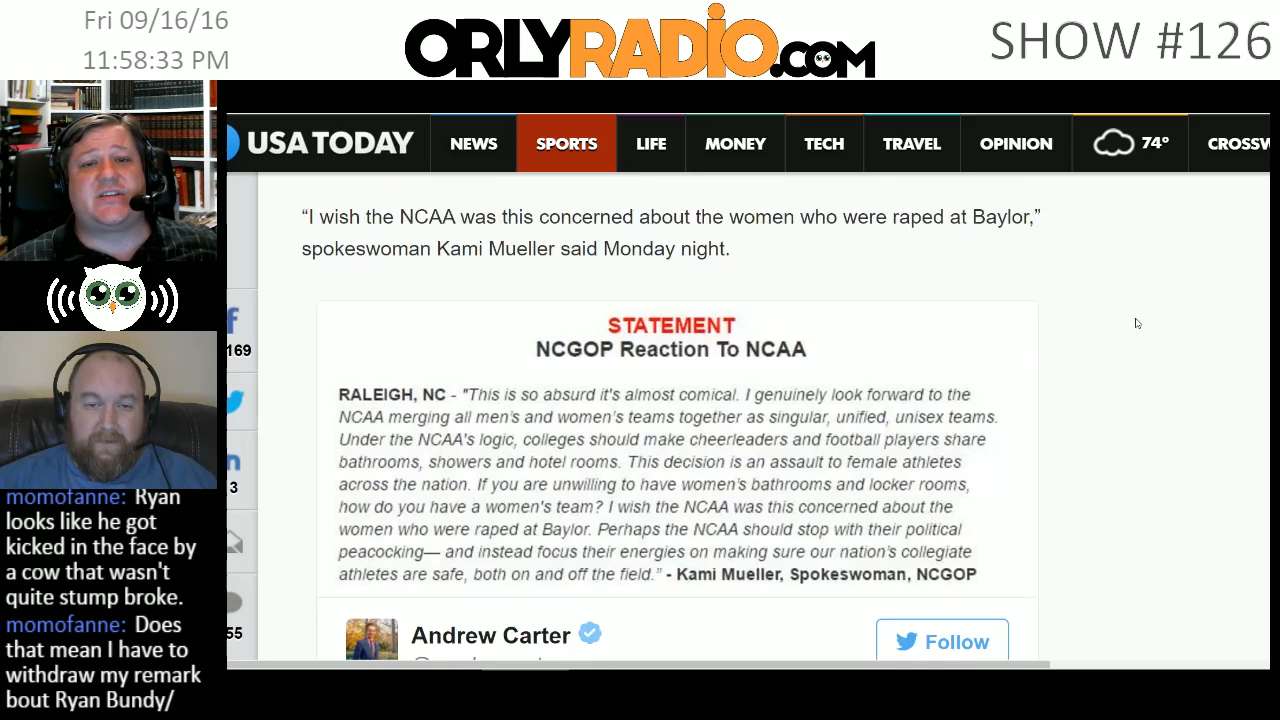 Fri 09/16/16
11:58:33 PM
ORLYRADIO.COM
SHOW #126
USA TODAY NEWS SPORTS LIFE MONEY TECH TRAVEL OPINION 74° CROSSW
“I wish the NCAA was this concerned about the women who were raped at Baylor,”
spokeswoman Kami Mueller said Monday night.
STATEMENT
NCGOP Reaction To NCAA
RALEIGH, NC - "This is so absurd it's almost comical. I genuinely look forward to the
NCAA merging all men's and women's teams together as singular, unified, unisex teams.
Under the NCAA's logic, colleges should make cheerleaders and football players share
bathrooms, showers and hotel rooms. This decision is an assault to female athletes
across the nation. If you are unwilling to have women's bathrooms and locker rooms,
how do you have a women's team? I wish the NCAA was this concerned about the
women who were raped at Baylor. Perhaps the NCAA should stop with their political
peacocking— and instead focus their energies on making sure our nation's collegiate
athletes are safe, both on and off the field.” - Kami Mueller, Spokeswoman, NCGOP
Andrew Carter
Follow
169
3
55
momofanne: Ryan
looks like he got
kicked in the face by
a cow that wasn't
quite stump broke.
momofanne: Does
that mean I have to
withdraw my remark
bout Ryan Bundy/